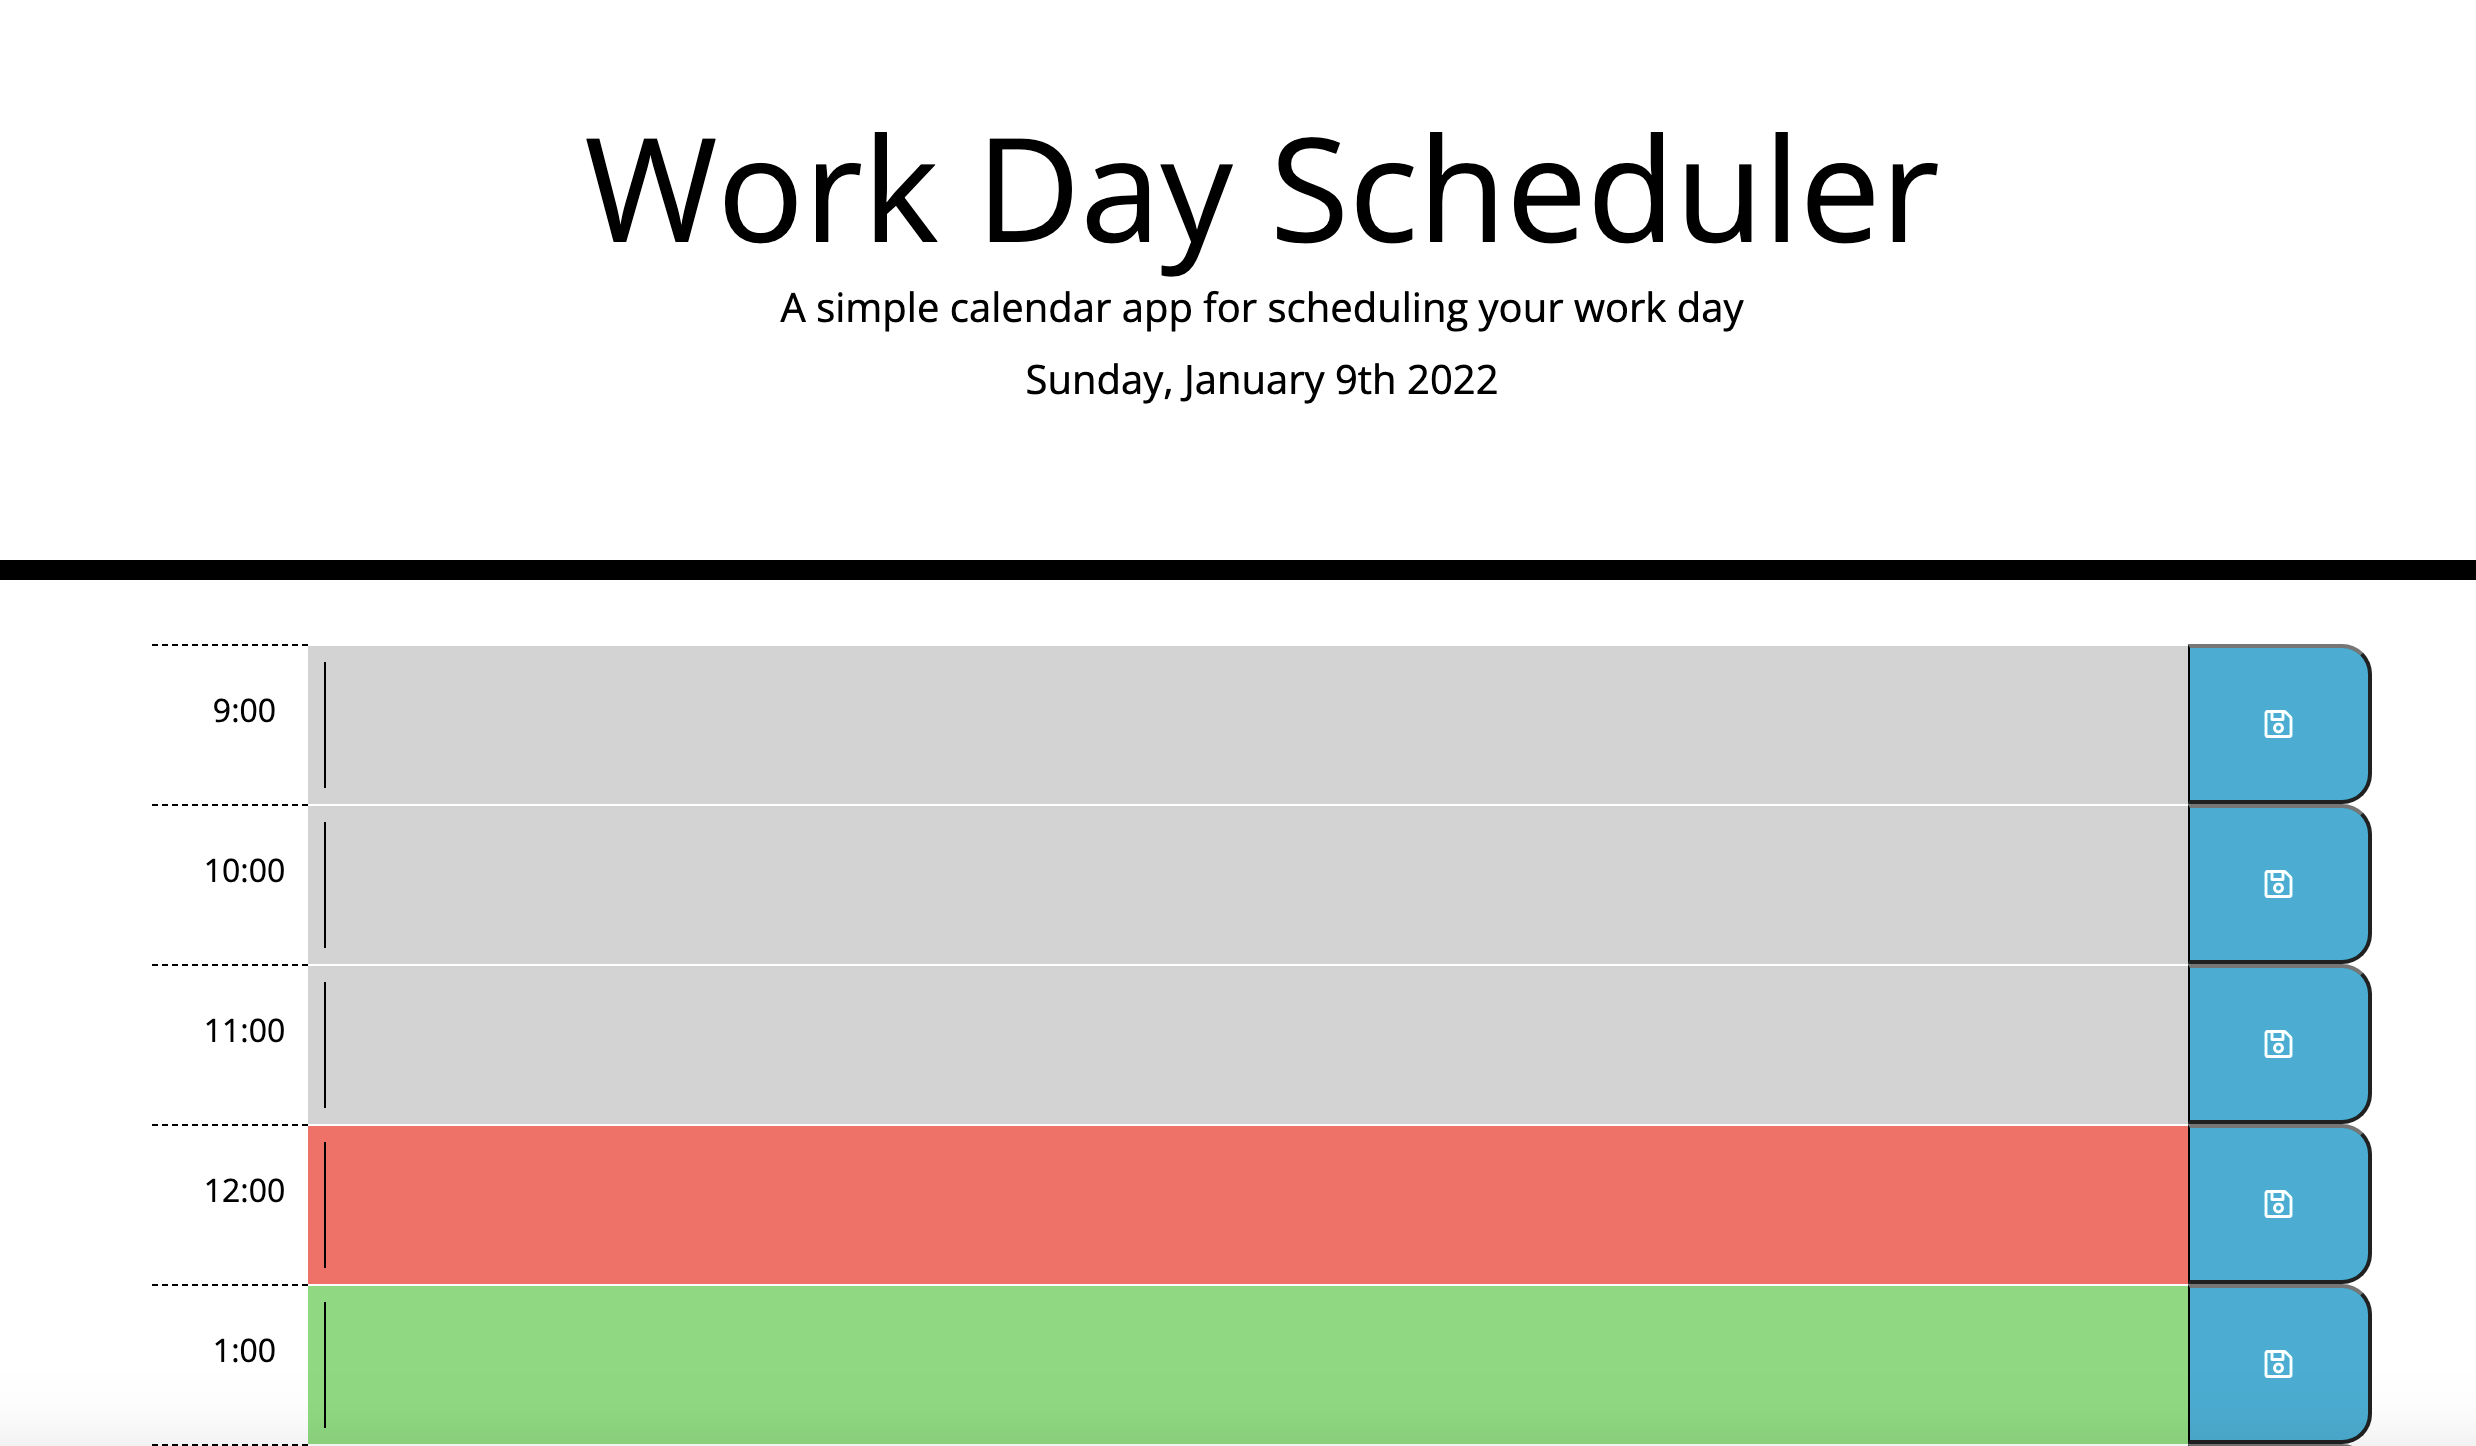 Work Day Scheduler
A simple calendar app for scheduling your work day
Sunday, January 9th 2022
9:00
10:00
11:00
12:00
1:00